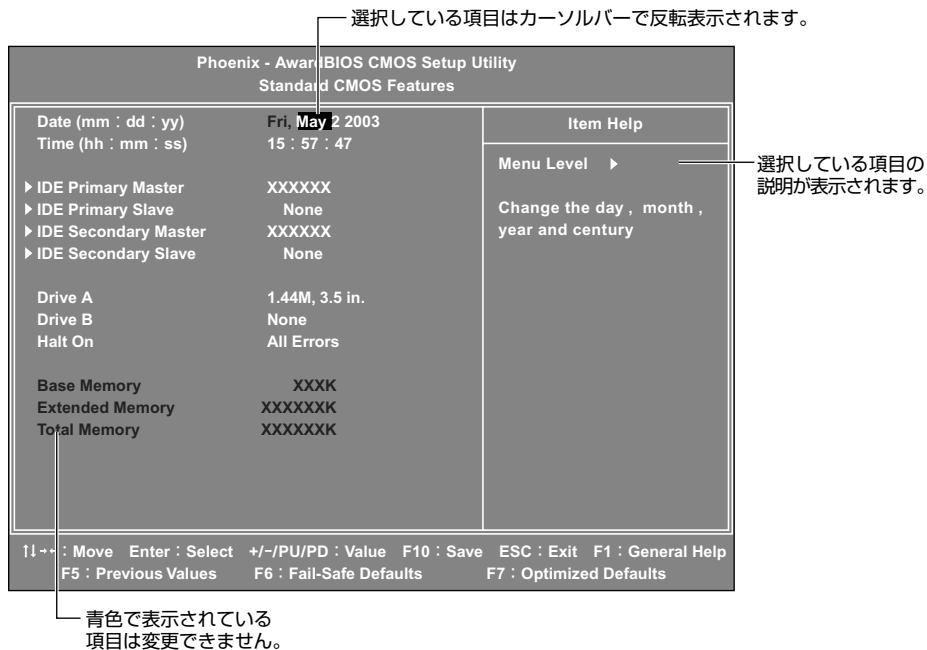 選択している項目はカーソルバーで反転表示されます。
Phoenix - AwardBIOS CMOS Setup Utility
Standard CMOS Features
Date (mm：dd：yy) Fri, May 2 2003
Time (hh：mm：ss) 15：57：47
IDE Primary Master XXXXXX
IDE Primary Slave None
IDE Secondary Master XXXXXX
IDE Secondary Slave None
Drive A 1.44M, 3.5 in.
Drive B None
Halt On All Errors
Base Memory XXXK
Extended Memory XXXXXXK
Total Memory XXXXXXK
Item Help
Menu Level ▶
Change the day , month ,
year and century
選択している項目の
説明が表示されます。
↑↓→←：Move Enter：Select +/-/PU/PD：Value F10：Save ESC：Exit F1：General Help
F5：Previous Values F6：Fail-Safe Defaults F7：Optimized Defaults
青色で表示されている
項目は変更できません。